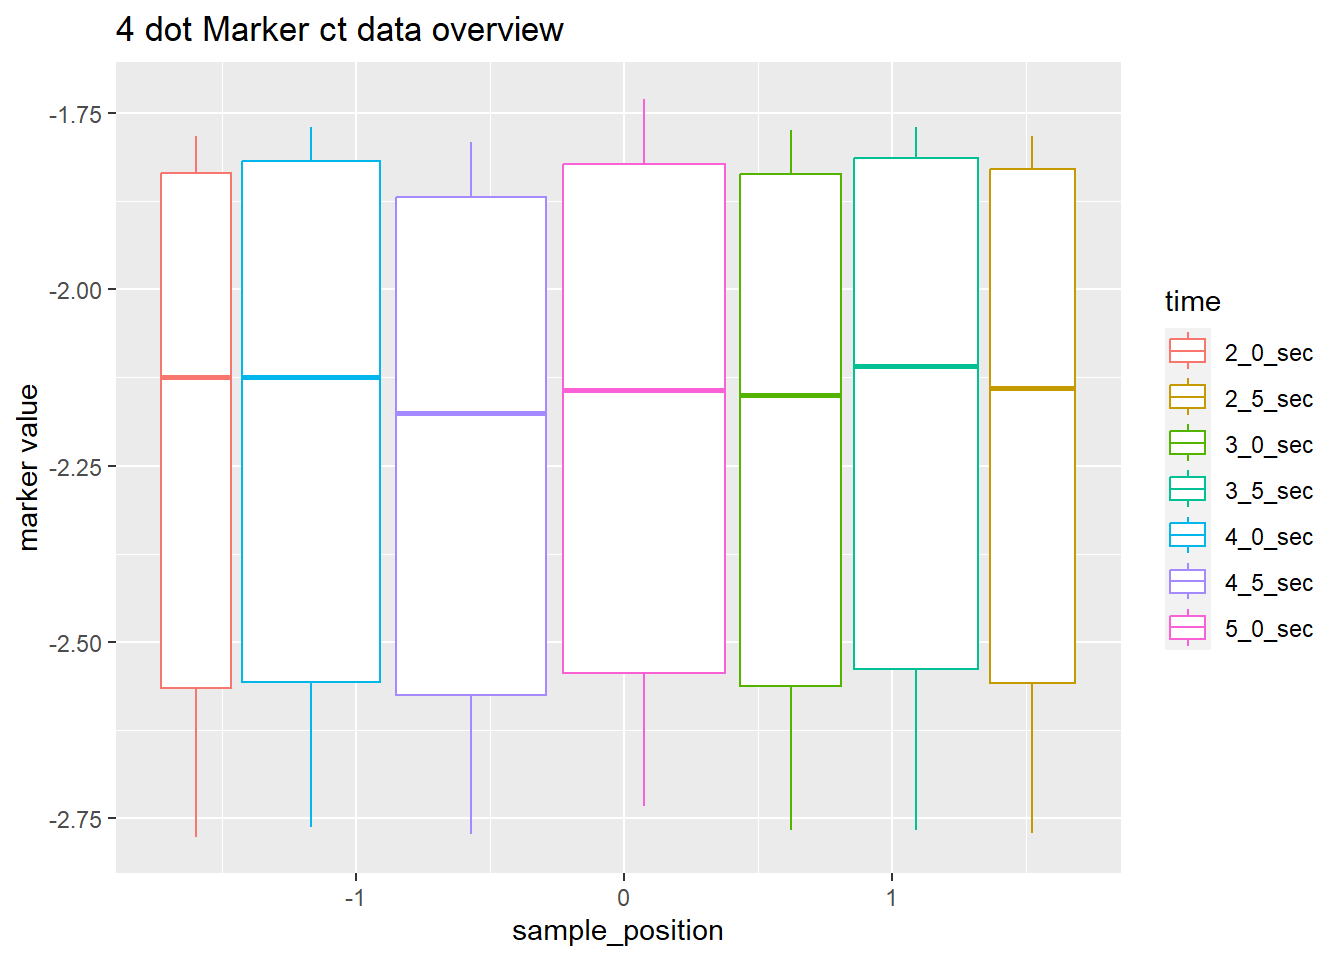 4 dot Marker ct data overview
-1.75
-2.00
-2.25
-2.50
-2.75
marker value
-1
0
1
sample_position
time
2_0_sec
2_5_sec
3_0_sec
3_5_sec
4_0_sec
4_5_sec
5_0_sec